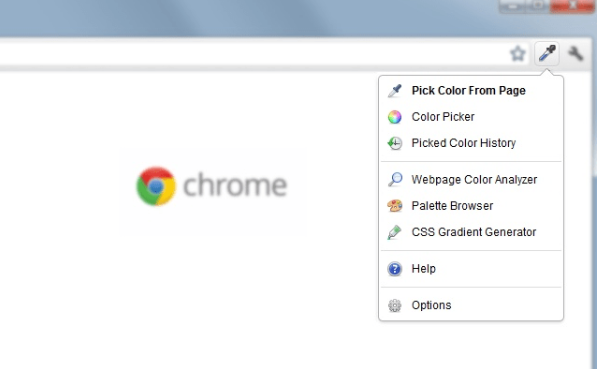 chrome
Pick Color From Page
Color Picker
Picked Color History
Webpage Color Analyzer
Palette Browser
CSS Gradient Generator
Help
Options